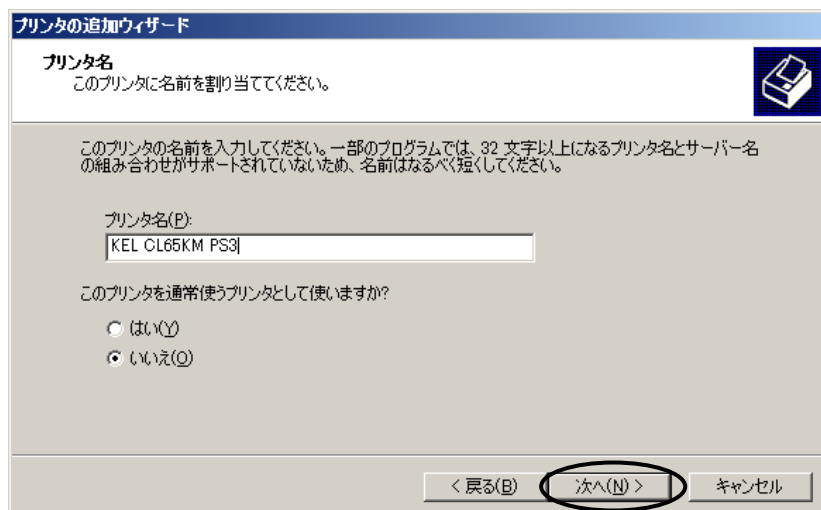 プリンタの追加ウィザード
プリンタ名
このプリンタに名前を割り当ててください。
このプリンタの名前を入力してください。一部のプログラムでは、32 文字以上になるプリンタ名とサーバー名
の組み合わせがサポートされていないため、名前はなるべく短くしてください。
プリンタ名(P):
KEL CL65KM PS3
このプリンタを通常使うプリンタとして使いますか?
はい(Y)
いいえ(O)
< 戻る(B) 次へ(N) > キャンセル